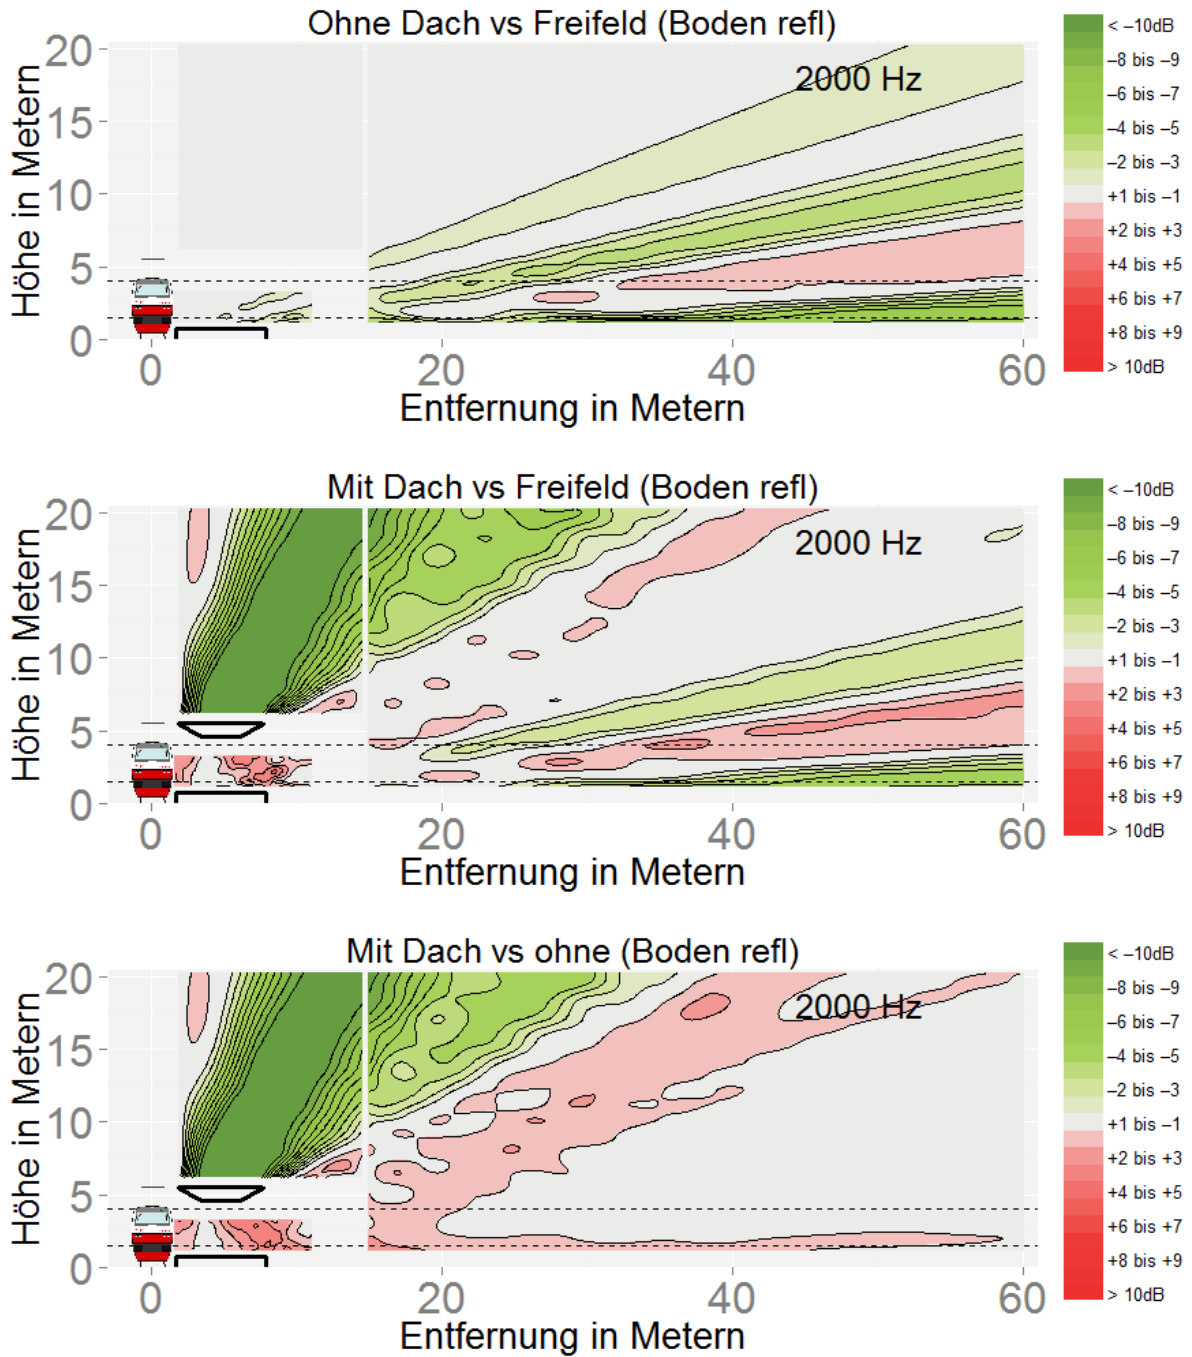 Ohne Dach vs Freifeld (Boden refl)
2000 Hz
20
15
10
5
0
Höhe in Metern
0 20 40 60
Entfernung in Metern
< −10dB
−8 bis −9
−6 bis −7
−4 bis −5
−2 bis −3
+1 bis −1
+2 bis +3
+4 bis +5
+6 bis +7
+8 bis +9
> 10dB
Mit Dach vs Freifeld (Boden refl)
2000 Hz
20
15
10
5
0
Höhe in Metern
0 20 40 60
Entfernung in Metern
< −10dB
−8 bis −9
−6 bis −7
−4 bis −5
−2 bis −3
+1 bis −1
+2 bis +3
+4 bis +5
+6 bis +7
+8 bis +9
> 10dB
Mit Dach vs ohne (Boden refl)
2000 Hz
20
15
10
5
0
Höhe in Metern
0 20 40 60
Entfernung in Metern
< −10dB
−8 bis −9
−6 bis −7
−4 bis −5
−2 bis −3
+1 bis −1
+2 bis +3
+4 bis +5
+6 bis +7
+8 bis +9
> 10dB